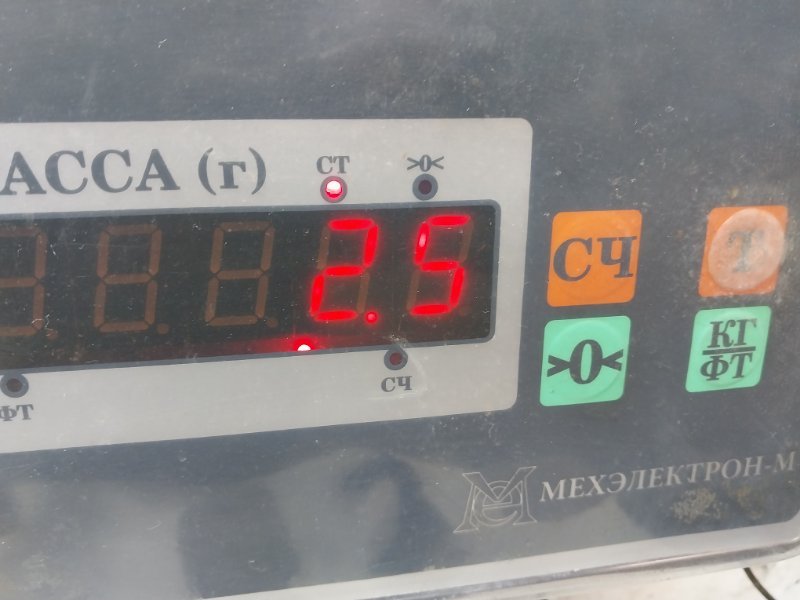 АССА (г)
СТ
>0<
2.5
СЧ
Т
>0<
КГ
ФТ
ФТ
СЧ
МЕХЭЛЕКТРОН-М